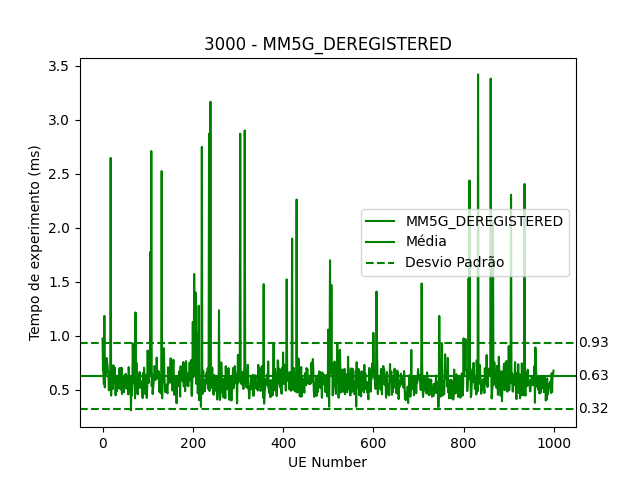 3000 - MM5G_DEREGISTERED
Tempo de experimento (ms)
3.5
3.0
2.5
2.0
1.5
1.0
0.5
MM5G_DEREGISTERED
Média
Desvio Padrão
0.93
0.63
0.32
0
200
400
600
800
1000
UE Number